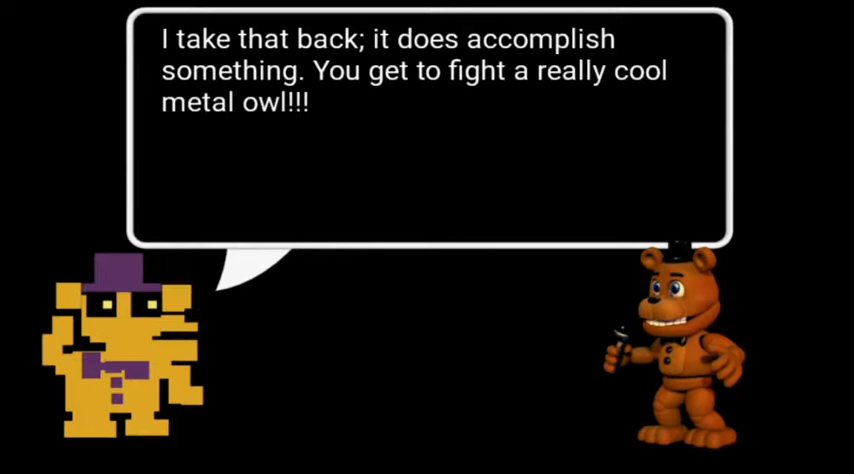 I take that back; it does accomplish
something. You get to fight a really cool
metal owl!!!